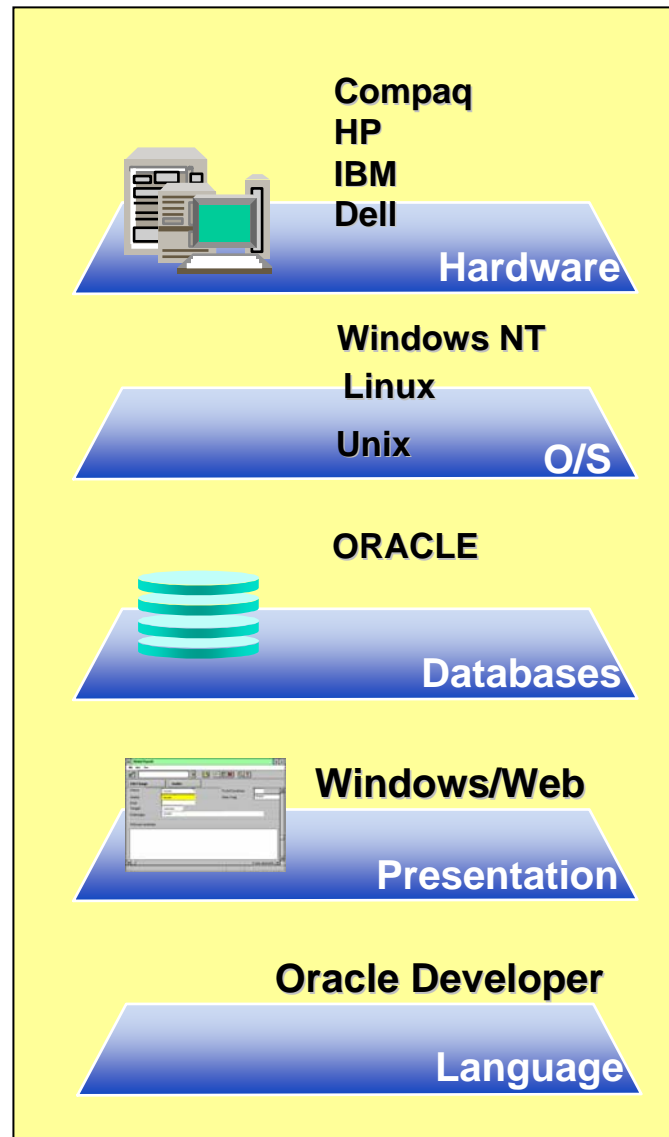 Compaq
HP
IBM
Dell
Hardware
Windows NT
Linux
Unix
O/S
ORACLE
Databases
Windows/Web
Presentation
Oracle Developer
Language